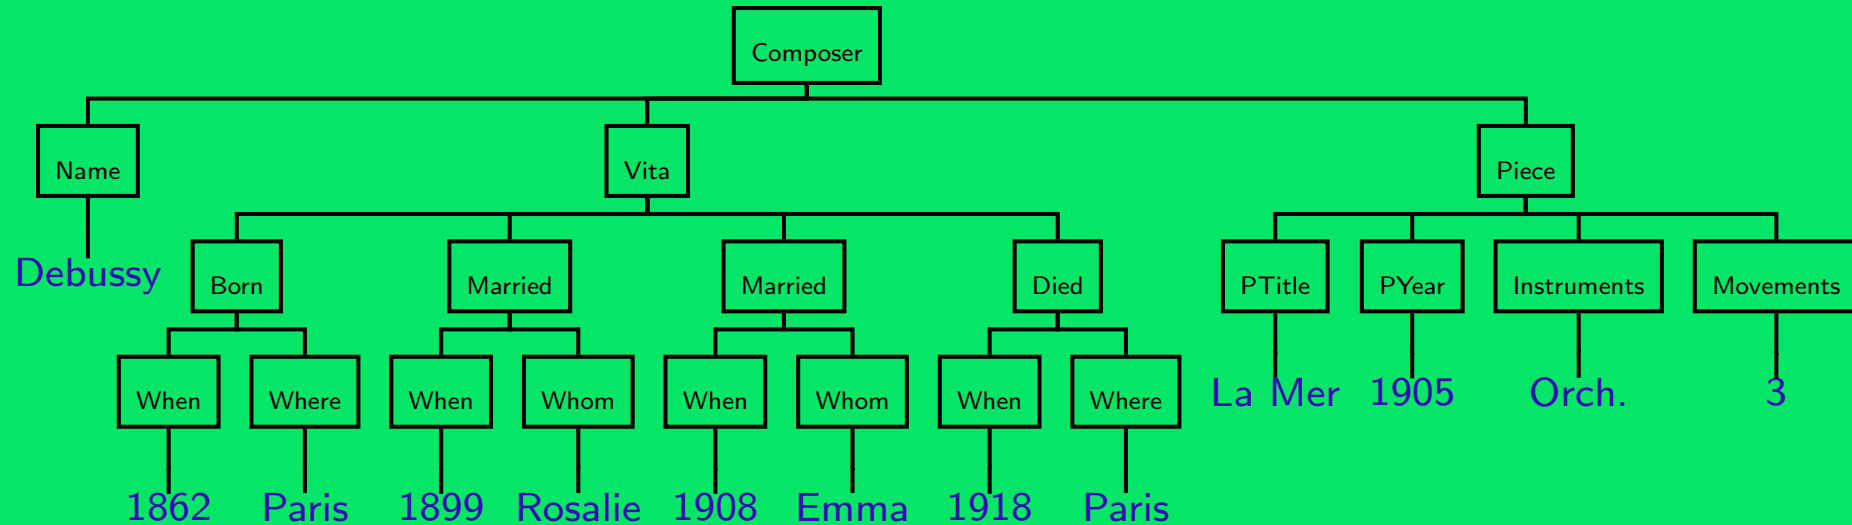 Composer
Name Vita Piece
Debussy Born Married Married Died PTitle PYear Instruments Movements
When Where When Whom When Whom When Where La Mer 1905 Orch. 3
1862 Paris 1899 Rosalie 1908 Emma 1918 Paris